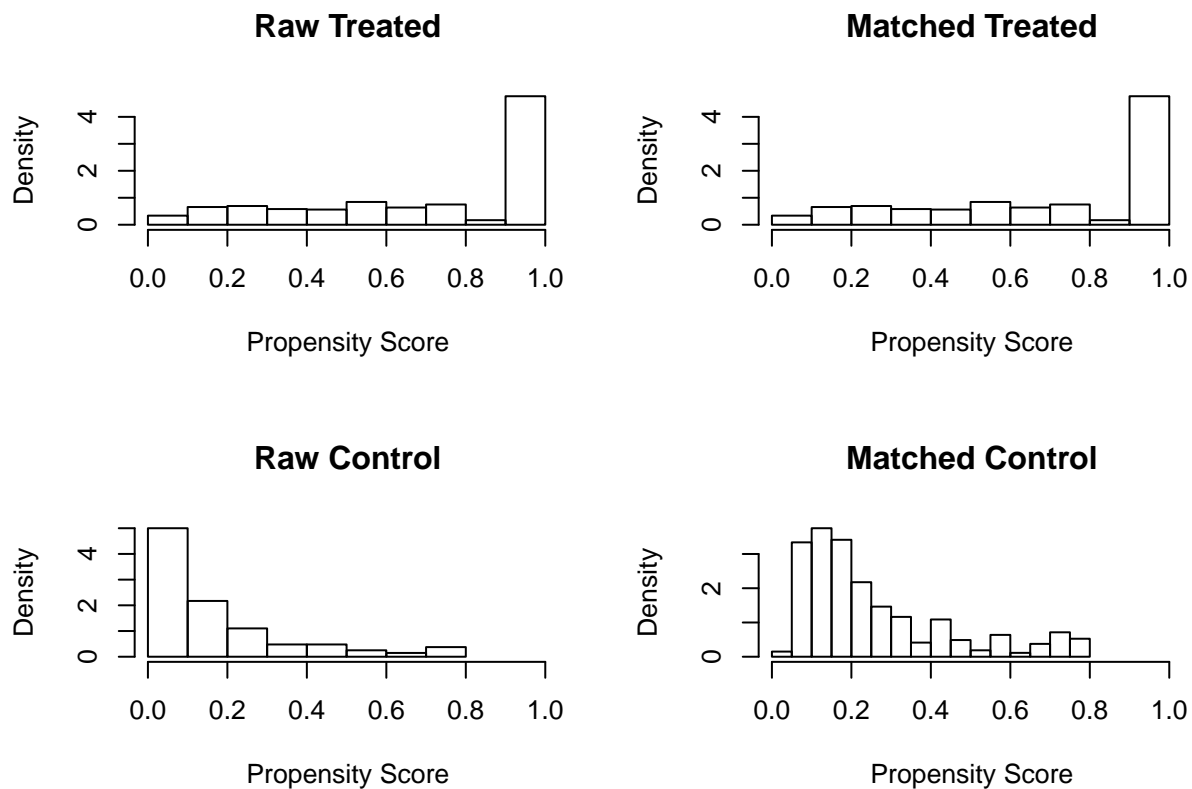 Raw Treated
Density
0 2 4
0.0 0.2 0.4 0.6 0.8 1.0
Propensity Score
Matched Treated
Density
0 2 4
0.0 0.2 0.4 0.6 0.8 1.0
Propensity Score
Raw Control
Density
0 2 4
0.0 0.2 0.4 0.6 0.8 1.0
Propensity Score
Matched Control
Density
0 2
0.0 0.2 0.4 0.6 0.8 1.0
Propensity Score